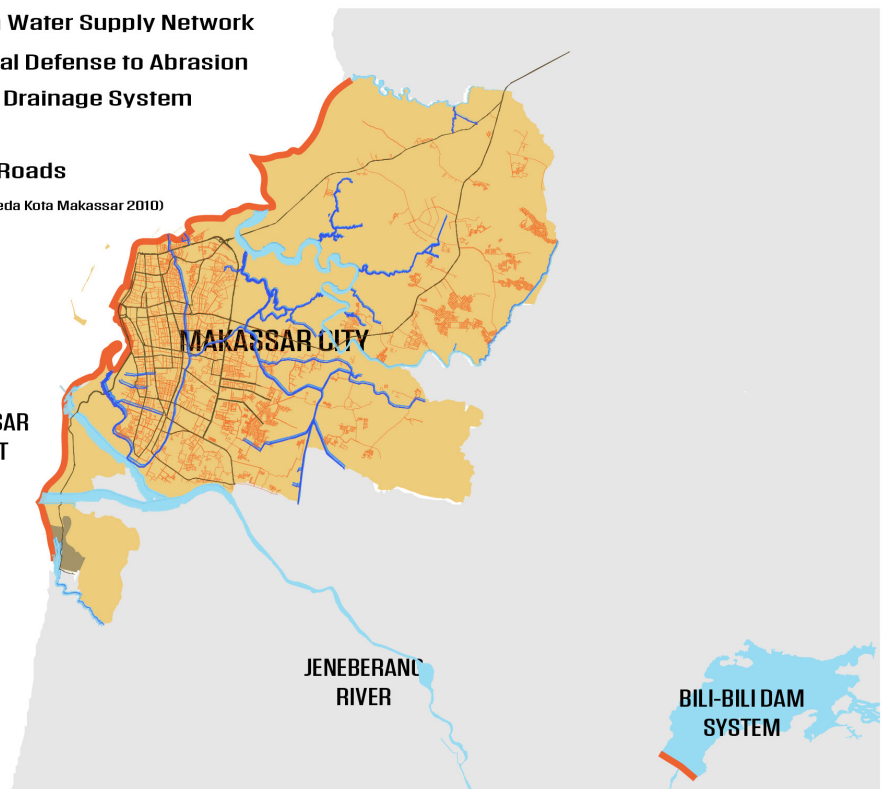 Water Supply Network
al Defense to Abrasion
Drainage System
Roads
eda Kota Makassar 2010)
MAKASSAR CITY
SAR
T
JENEBERANG
RIVER
BILI-BILI DAM
SYSTEM